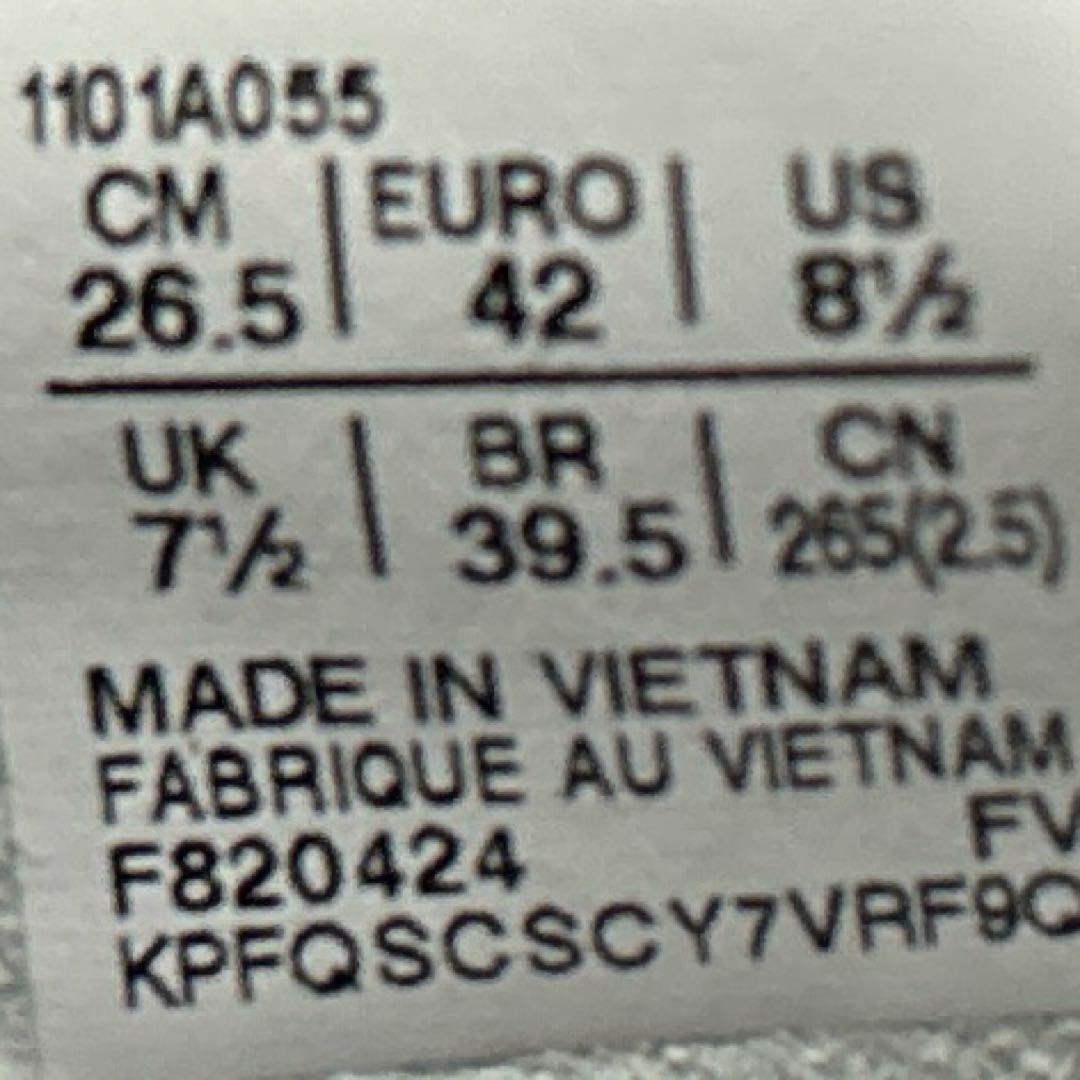 1101A055
CM | EURO | US
26.5 | 42 | 8½
UK | BR | CN
7½ | 39.5 | 265(2.5)
MADE IN VIETNAM
FABRIQUE AU VIETNAM
F820424 FV
KPFQSCSCY7VRF9Q